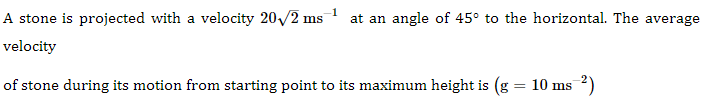 A stone is projected with a velocity 20√2 ms⁻¹ at an angle of 45° to the horizontal. The average
velocity
of stone during its motion from starting point to its maximum height is (g = 10 ms⁻²)